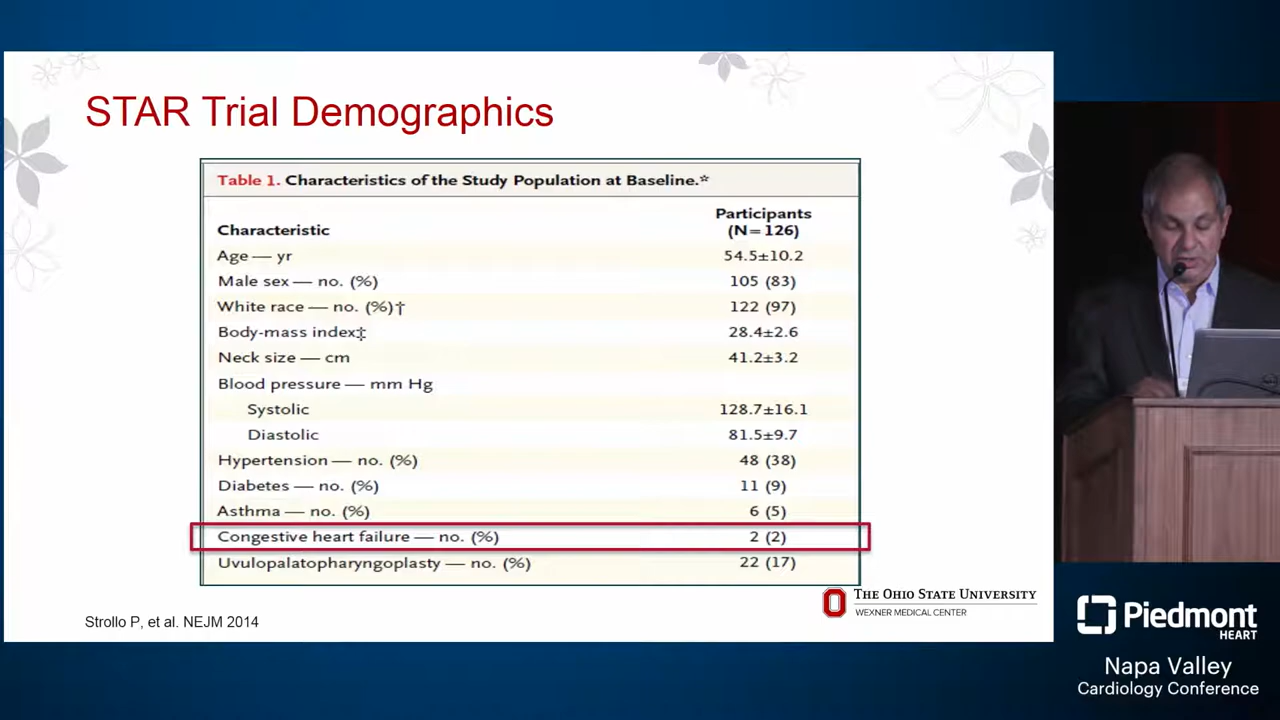 STAR Trial Demographics
Table 1. Characteristics of the Study Population at Baseline.*
Characteristic Participants (N=126)
Age — yr 54.5±10.2
Male sex — no. (%) 105 (83)
White race — no. (%)† 122 (97)
Body-mass index‡ 28.4±2.6
Neck size — cm 41.2±3.2
Blood pressure — mm Hg
Systolic 128.7±16.1
Diastolic 81.5±9.7
Hypertension — no. (%) 48 (38)
Diabetes — no. (%) 11 (9)
Asthma — no. (%) 6 (5)
Congestive heart failure — no. (%) 2 (2)
Uvulopalatopharyngoplasty — no. (%) 22 (17)
THE OHIO STATE UNIVERSITY
WEXNER MEDICAL CENTER
Strollo P, et al. NEJM 2014
Piedmont
HEART
Napa Valley
Cardiology Conference